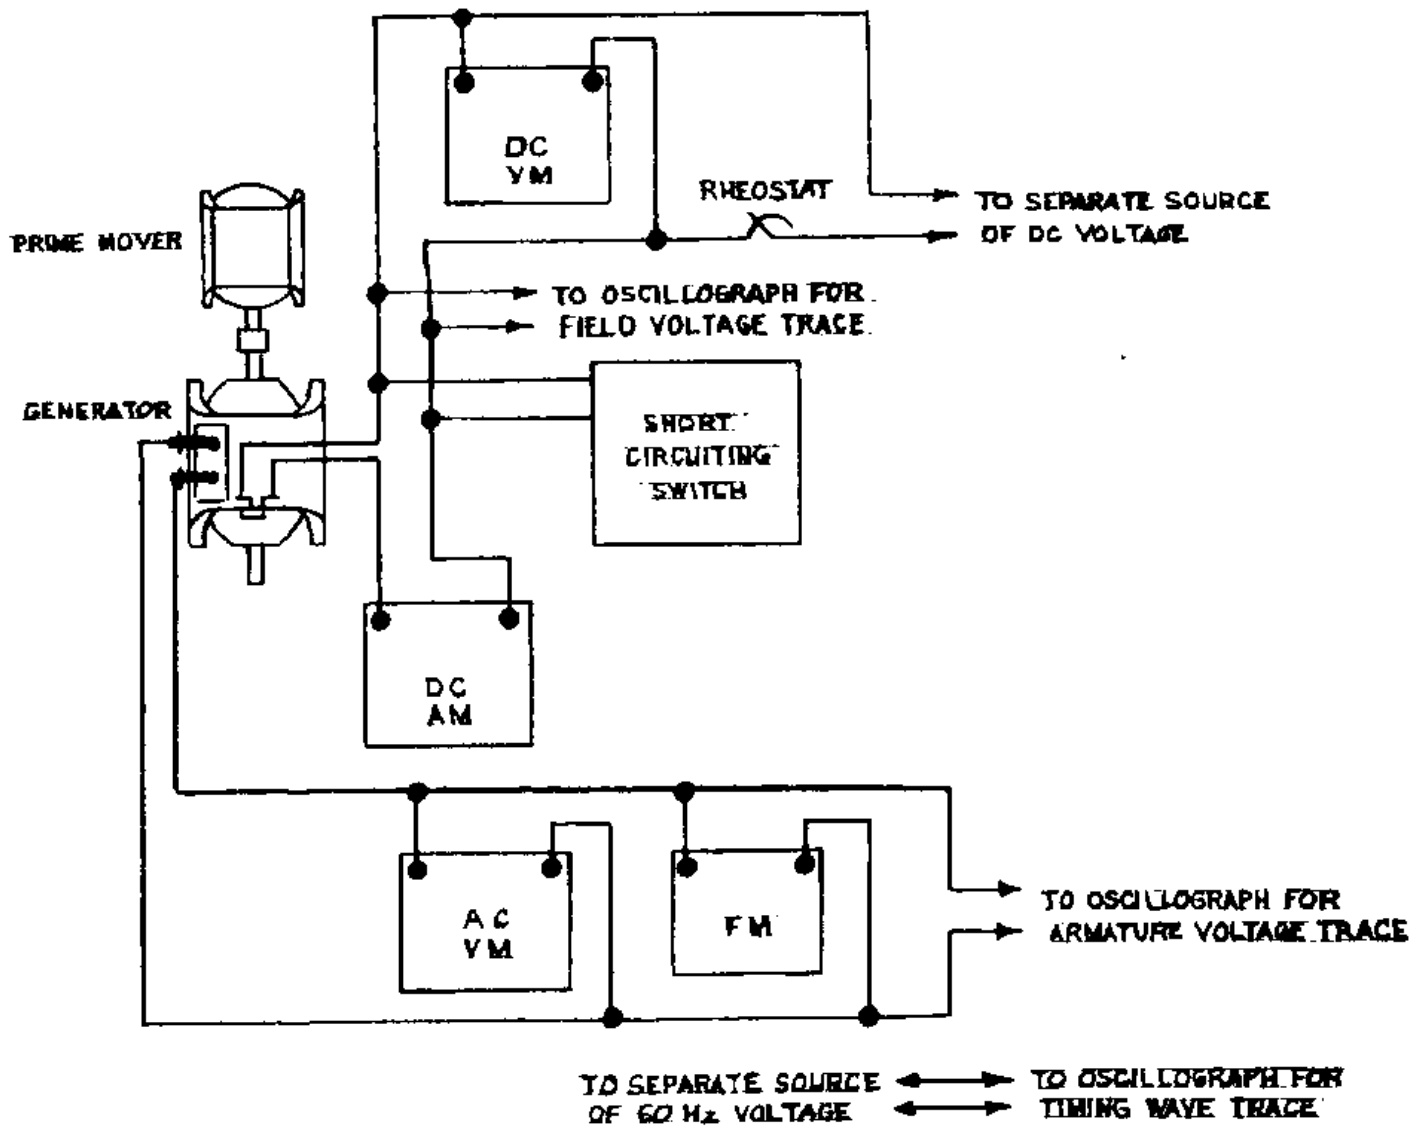 DC
VM
RHEOSTAT
TO SEPARATE SOURCE
OF DC VOLTAGE
PRIME MOVER
TO OSCILLOGRAPH FOR
FIELD VOLTAGE TRACE
GENERATOR
SHORT
CIRCUITING
SWITCH
DC
AM
AC
VM
FM
TO OSCILLOGRAPH FOR
ARMATURE VOLTAGE TRACE
TO SEPARATE SOURCE
OF 60 Hz VOLTAGE
TO OSCILLOGRAPH FOR
TIMING WAVE TRACE